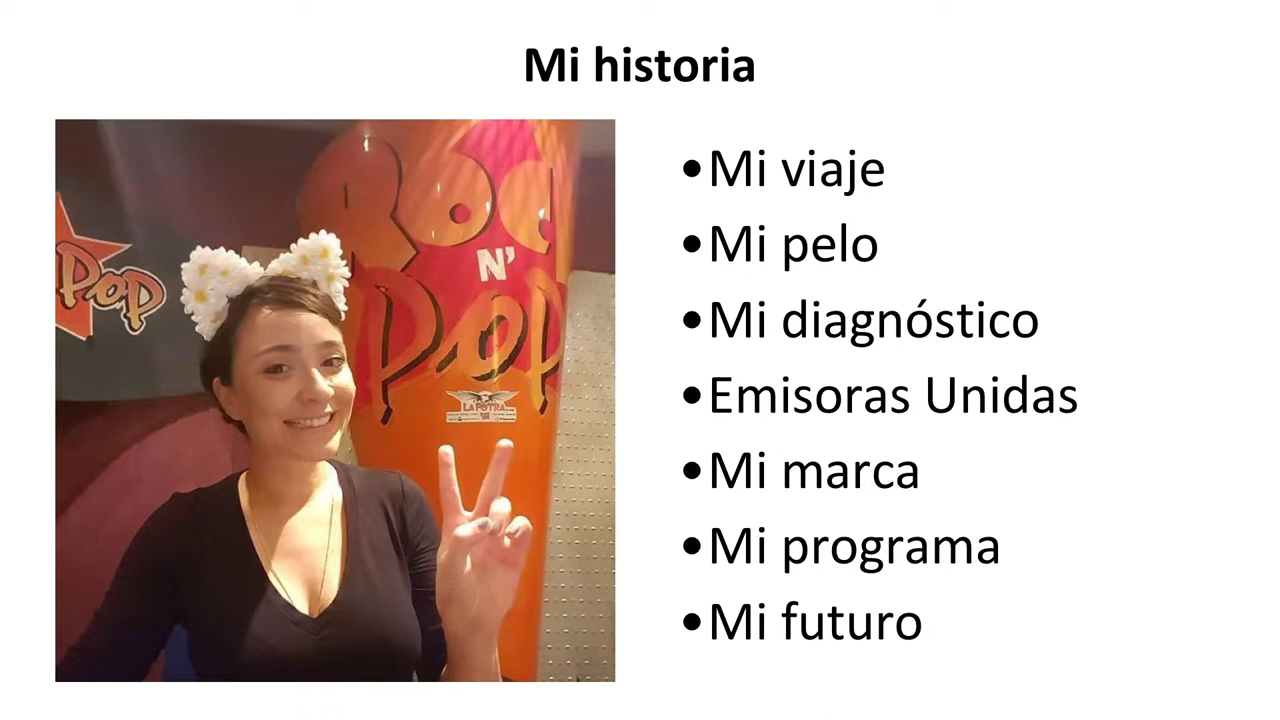 Mi historia
Pop
Roc
N'
Pop
LA POTRA
•Mi viaje
•Mi pelo
•Mi diagnóstico
•Emisoras Unidas
•Mi marca
•Mi programa
•Mi futuro